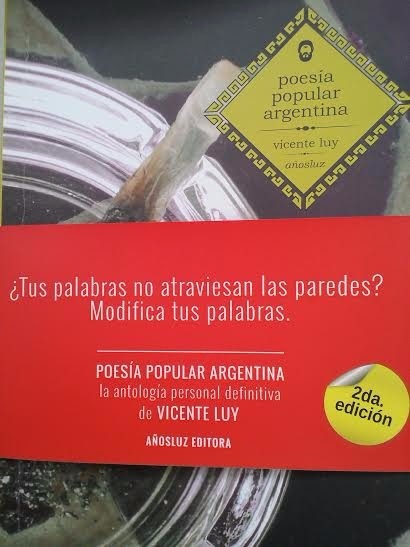 poesía
popular
argentina
vicente luy
añosluz
¿Tus palabras no atraviesan las paredes?
Modifica tus palabras.
POESÍA POPULAR ARGENTINA
la antología personal definitiva
de VICENTE LUY
AÑOSLUZ EDITORA
2da.
edición